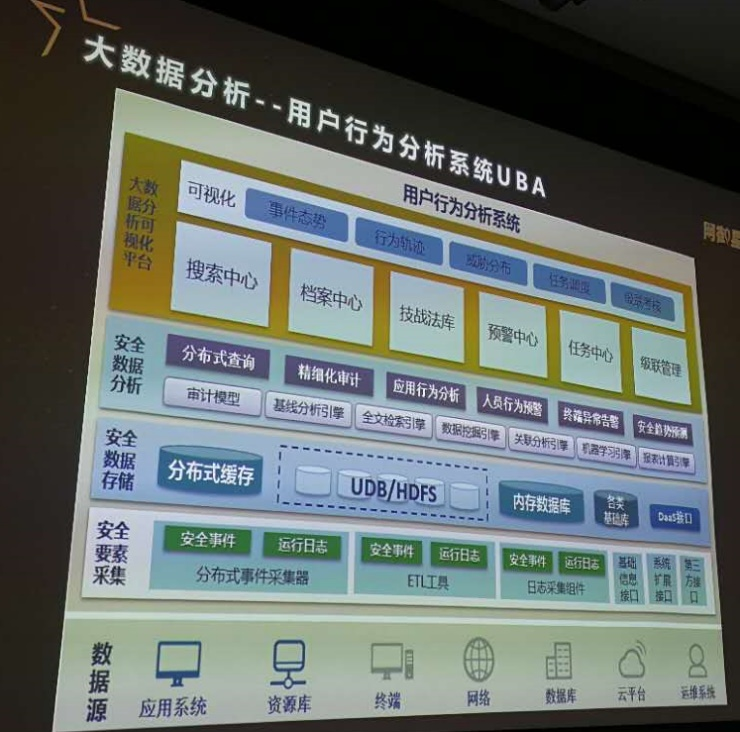 大数据分析--用户行为分析系统UBA
用户行为分析系统
大数
据分
析可
视化
平台
可视化
事件态势
行为轨迹
威胁分布
任务调度
级联考核
搜索中心
档案中心
技战法库
预警中心
任务中心
级联管理
安全
数据
分析
分布式查询
精细化审计
应用行为分析
人员行为预警
终端异常告警
安全趋势预测
审计模型
基线分析引擎
全文检索引擎
数据挖掘引擎
关联分析引擎
机器学习引擎
报表计算引擎
安全
数据
存储
分布式缓存
UDB/HDFS
内存数据库
各类
基础库
DaaS接口
安全
要素
采集
安全事件
运行日志
分布式事件采集器
安全事件
运行日志
ETL工具
安全事件
运行日志
日志采集组件
基础
信息
接口
系统
扩展
接口
第三
方接
口
数
据
源
应用系统
资源库
终端
网络
数据库
云平台
运维系统